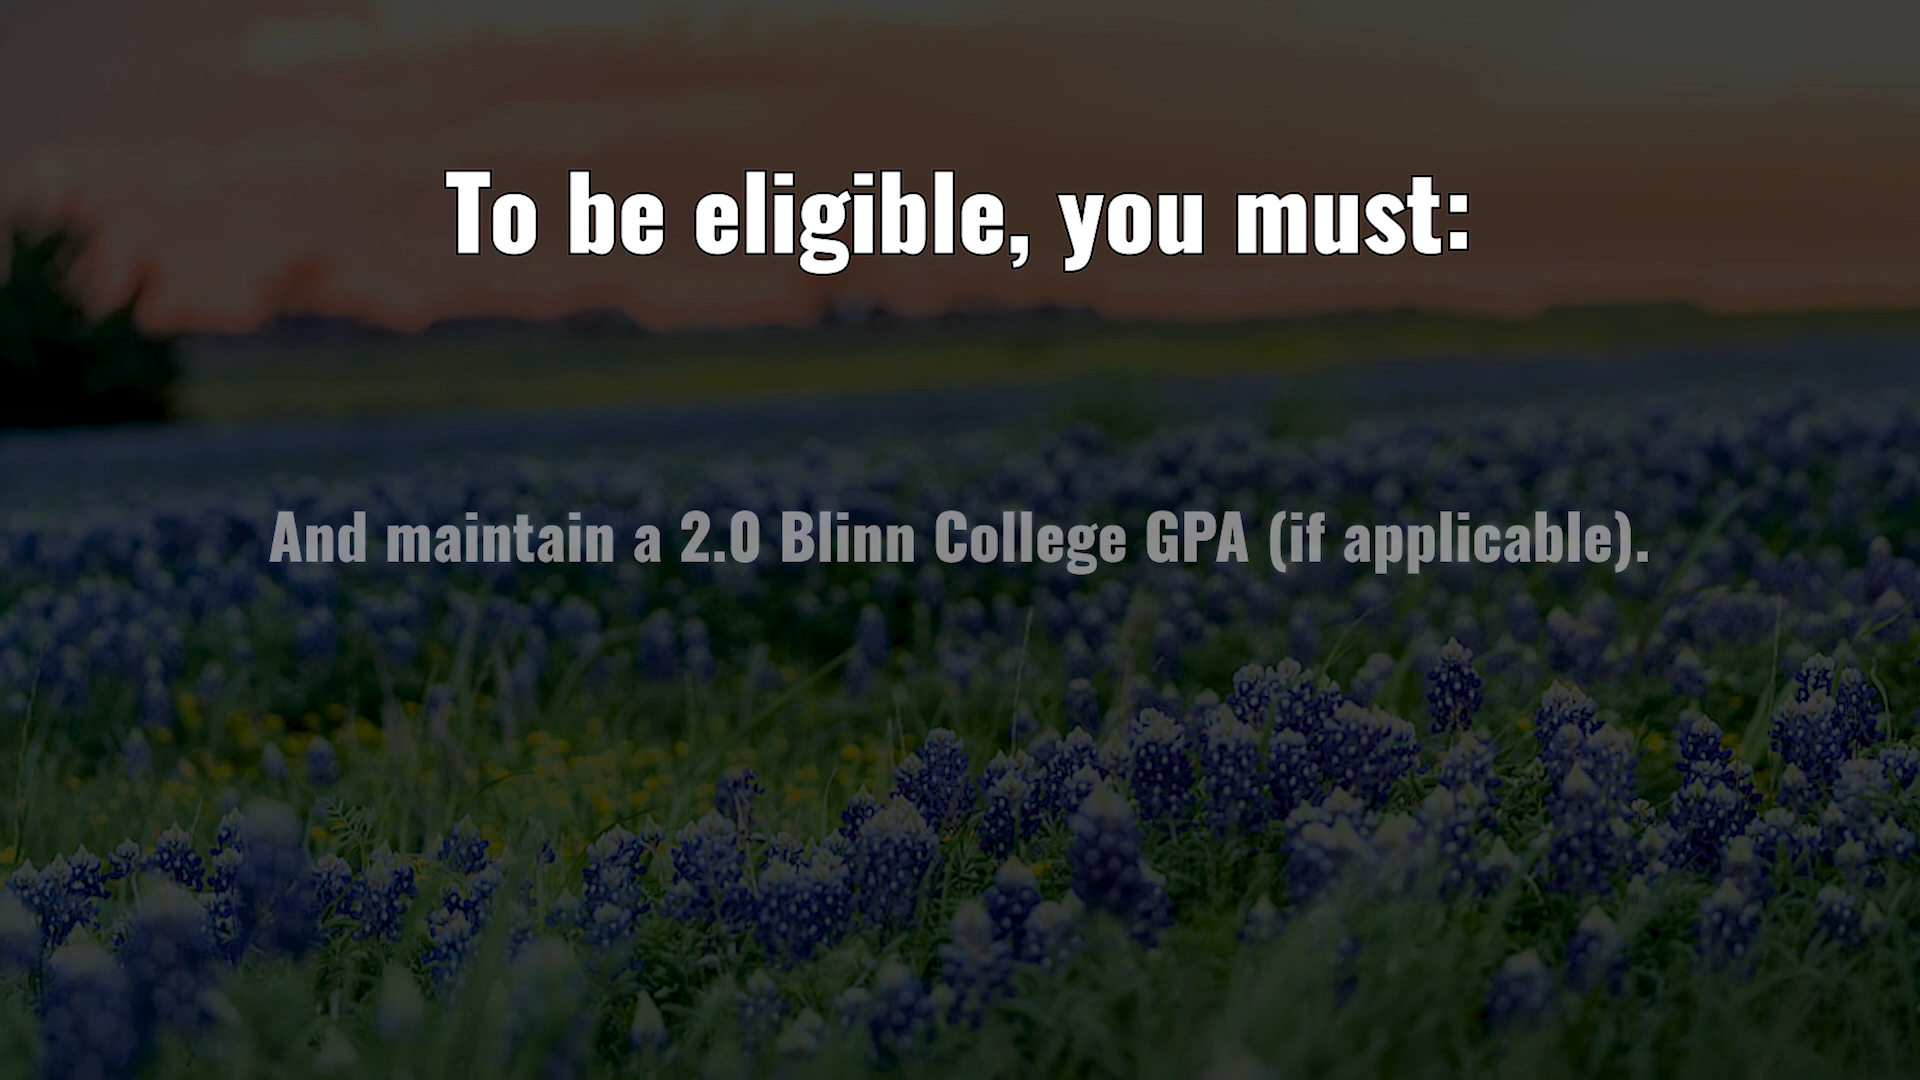 To be eligible, you must:
And maintain a 2.0 Blinn College GPA (if applicable).